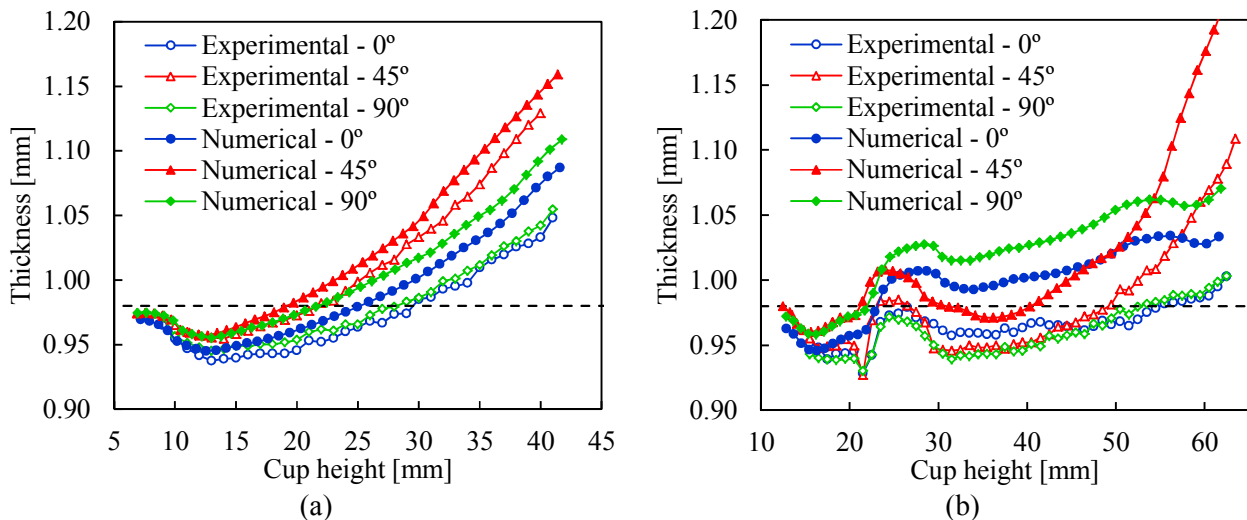 1.20
1.15
1.10
1.05
1.00
0.95
0.90
Thickness [mm]
Experimental - 0º
Experimental - 45º
Experimental - 90º
Numerical - 0º
Numerical - 45º
Numerical - 90º
5 10 15 20 25 30 35 40 45
Cup height [mm]
(a)
1.20
1.15
1.10
1.05
1.00
0.95
0.90
Thickness [mm]
Experimental - 0º
Experimental - 45º
Experimental - 90º
Numerical - 0º
Numerical - 45º
Numerical - 90º
10 20 30 40 50 60
Cup height [mm]
(b)